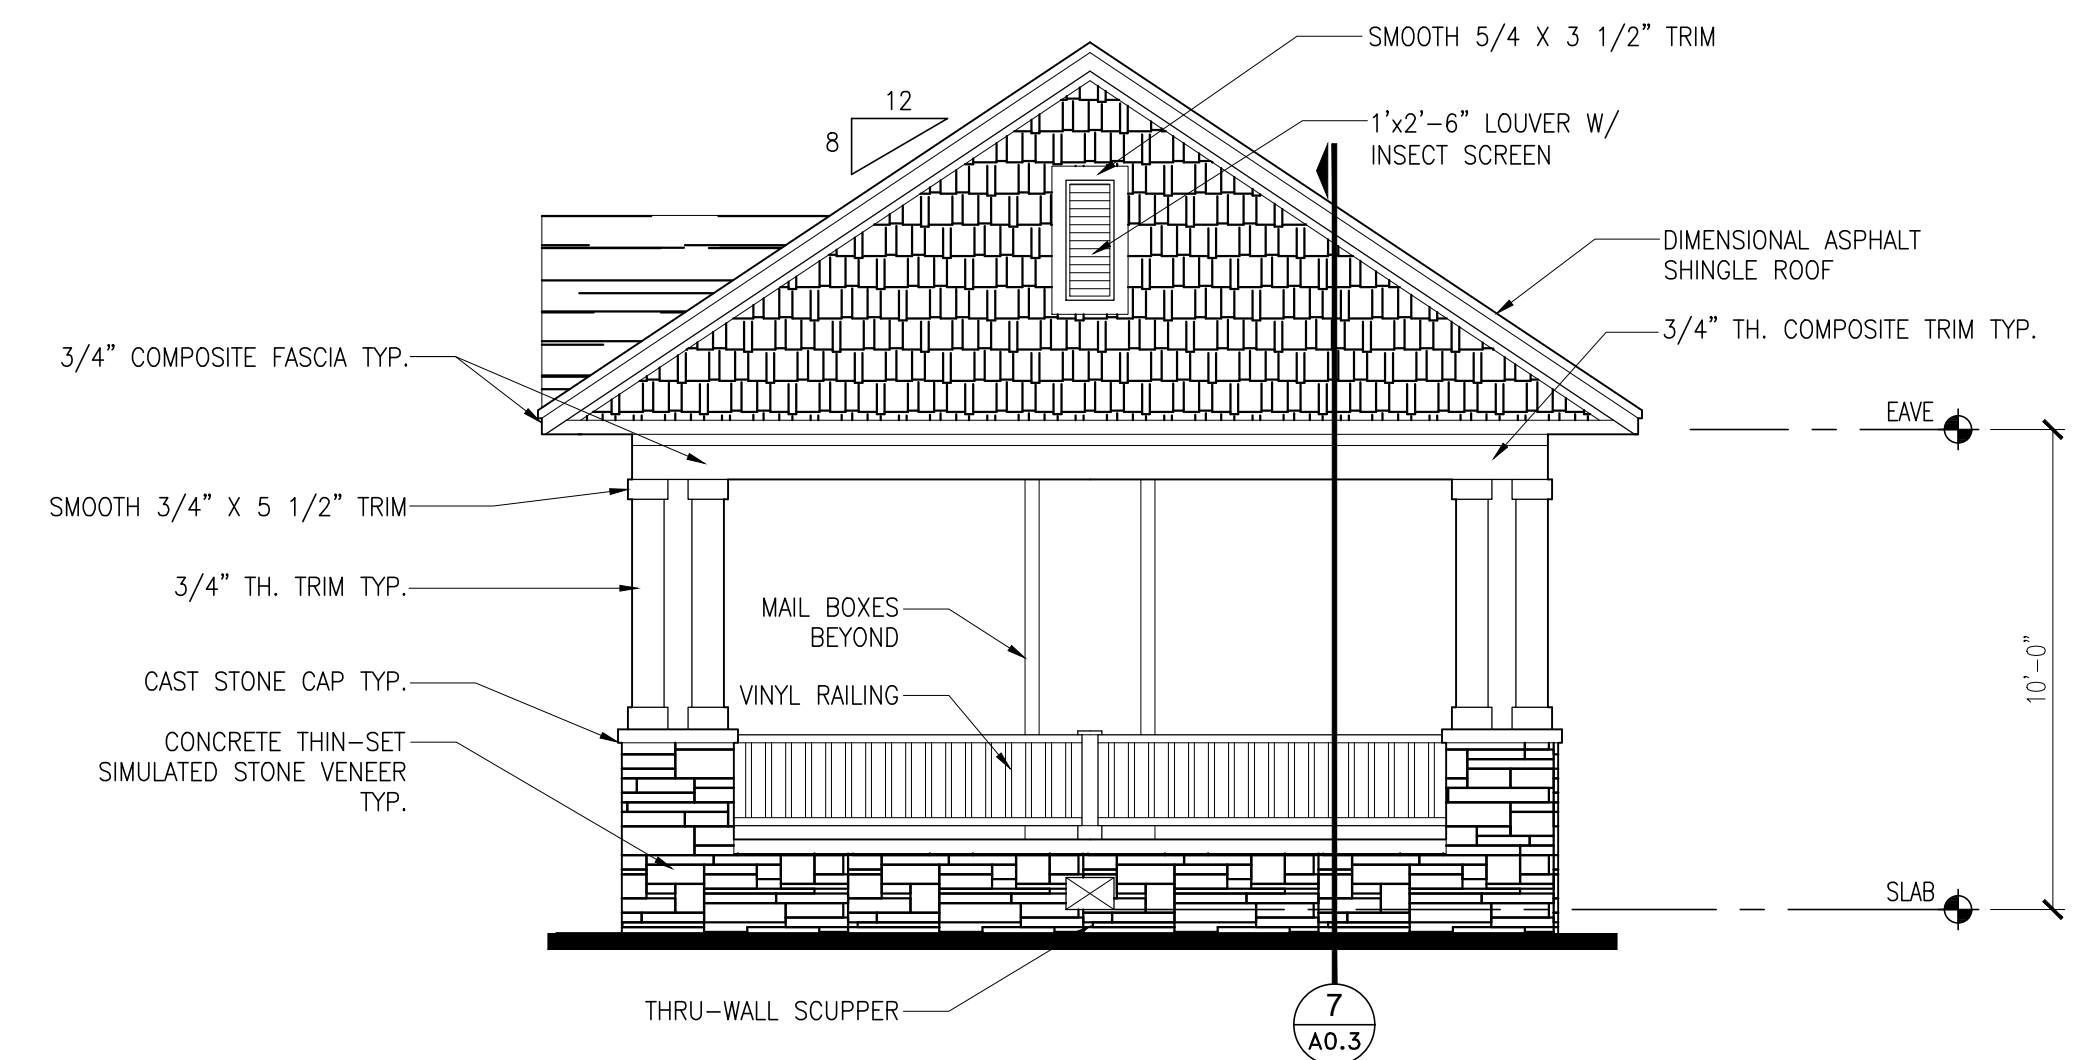 SMOOTH 5/4 X 3 1/2" TRIM
12
8
1'x2'-6" LOUVER W/
INSECT SCREEN
DIMENSIONAL ASPHALT
SHINGLE ROOF
3/4" TH. COMPOSITE TRIM TYP.
3/4" COMPOSITE FASCIA TYP.
EAVE
SMOOTH 3/4" X 5 1/2" TRIM
3/4" TH. TRIM TYP.
MAIL BOXES
BEYOND
10'-0"
CAST STONE CAP TYP.
VINYL RAILING
CONCRETE THIN-SET
SIMULATED STONE VENEER
TYP.
SLAB
THRU-WALL SCUPPER
7
A0.3